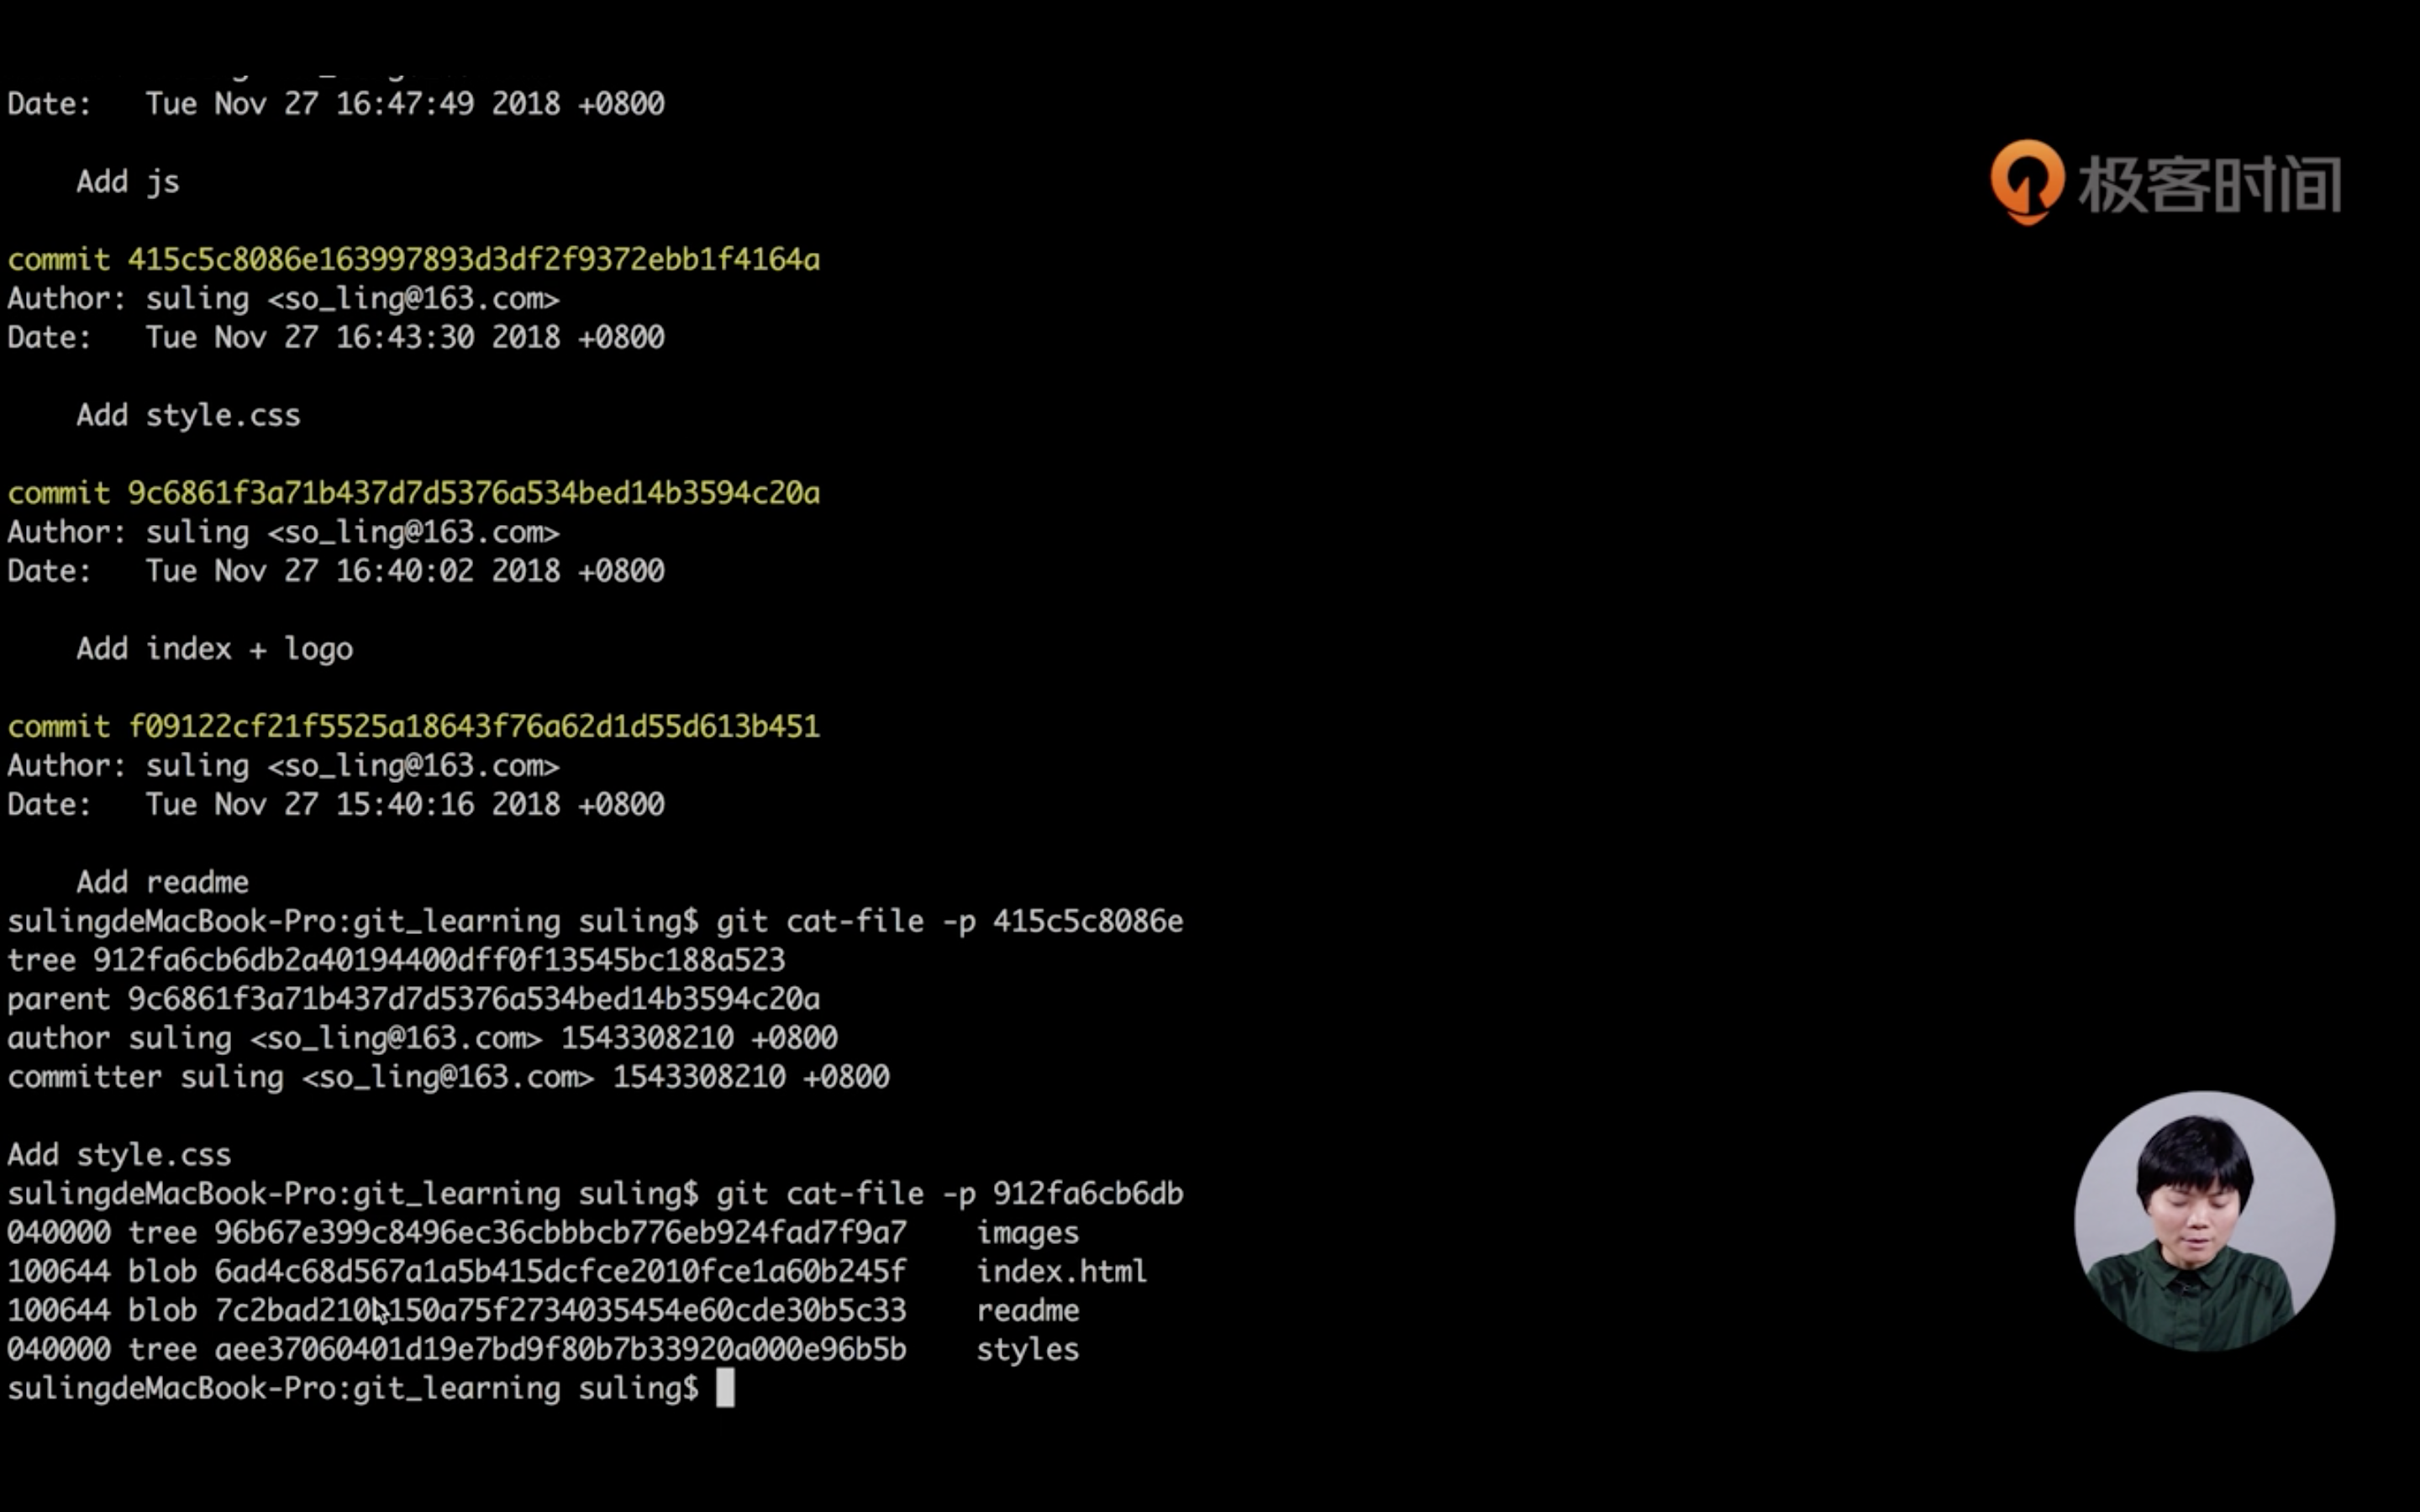 Date:   Tue Nov 27 16:47:49 2018 +0800
极客时间
    Add js
commit 415c5c8086e163997893d3df2f9372ebb1f4164a
Author: suling <so_ling@163.com>
Date:   Tue Nov 27 16:43:30 2018 +0800
    Add style.css
commit 9c6861f3a71b437d7d5376a534bed14b3594c20a
Author: suling <so_ling@163.com>
Date:   Tue Nov 27 16:40:02 2018 +0800
    Add index + logo
commit f09122cf21f5525a18643f76a62d1d55d613b451
Author: suling <so_ling@163.com>
Date:   Tue Nov 27 15:40:16 2018 +0800
    Add readme
sulingdeMacBook-Pro:git_learning suling$ git cat-file -p 415c5c8086e
tree 912fa6cb6db2a40194400dff0f13545bc188a523
parent 9c6861f3a71b437d7d5376a534bed14b3594c20a
author suling <so_ling@163.com> 1543308210 +0800
committer suling <so_ling@163.com> 1543308210 +0800
Add style.css
sulingdeMacBook-Pro:git_learning suling$ git cat-file -p 912fa6cb6db
040000 tree 96b67e399c8496ec36cbbbcb776eb924fad7f9a7    images
100644 blob 6ad4c68d567a1a5b415dcfce2010fce1a60b245f    index.html
100644 blob    readme
040000 tree aee37060401d19e7bd9f80b7b33920a000e96b5b    styles
sulingdeMacBook-Pro:git_learning suling$